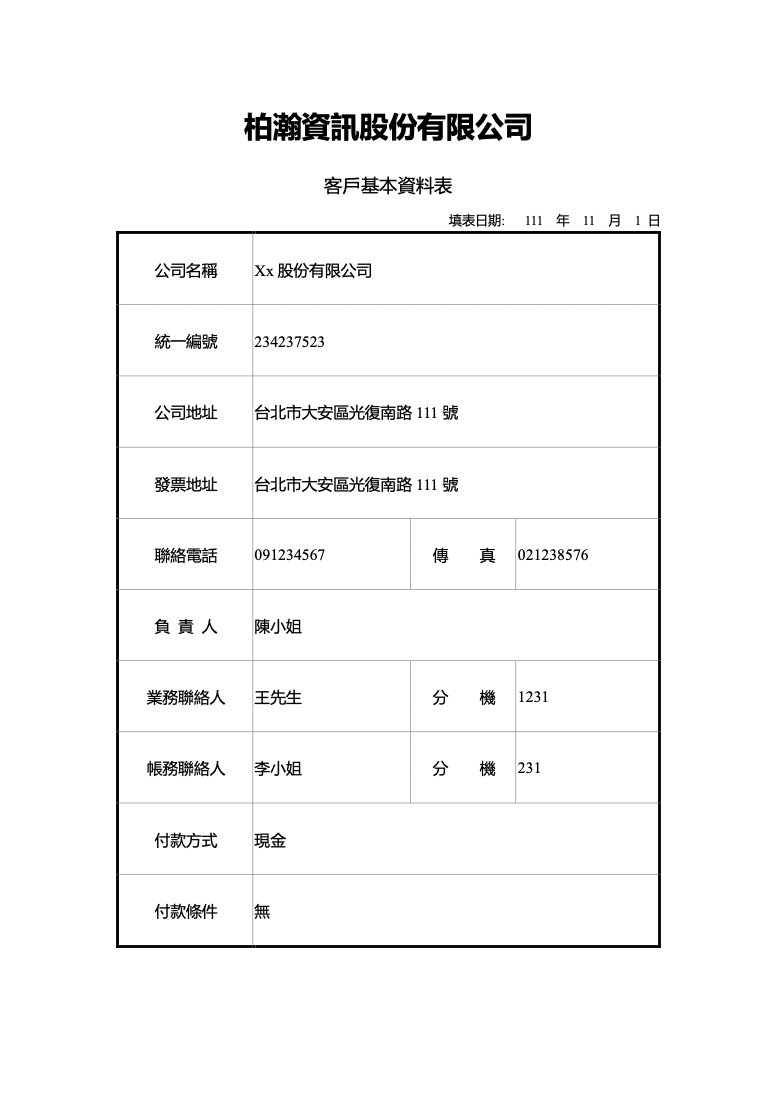 柏瀚資訊股份有限公司
客戶基本資料表
填表日期: 111 年 11 月 1 日
公司名稱 Xx 股份有限公司
統一編號 234237523
公司地址 台北市大安區光復南路 111 號
發票地址 台北市大安區光復南路 111 號
聯絡電話 091234567 傳 真 021238576
負 責 人 陳小姐
業務聯絡人 王先生 分 機 1231
帳務聯絡人 李小姐 分 機 231
付款方式 現金
付款條件 無